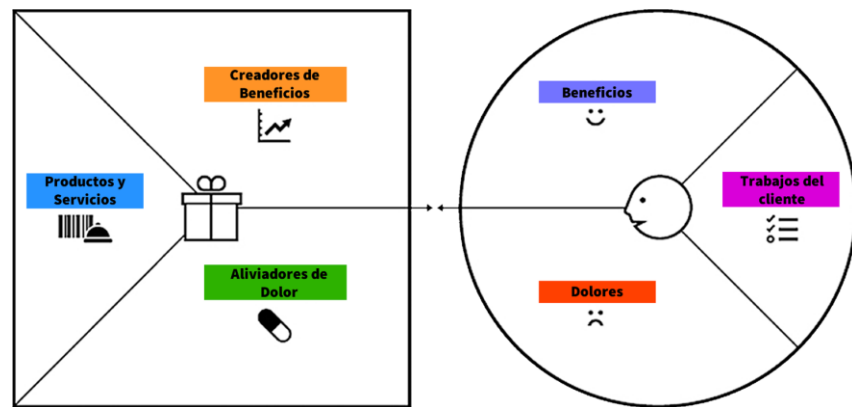 Creadores de
Beneficios
Productos y
Servicios
Aliviadores de
Dolor
Beneficios
Trabajos del
cliente
Dolores